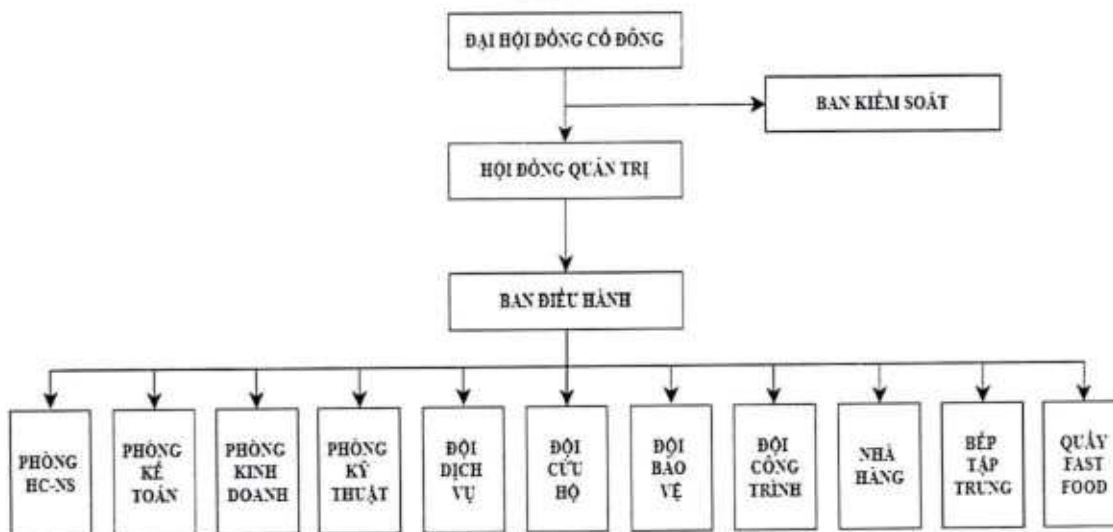 ĐẠI HỘI ĐỒNG CỔ ĐÔNG
BAN KIỂM SOÁT
HỘI ĐỒNG QUẢN TRỊ
BAN ĐIỀU HÀNH
PHÒNG
HC-NS
PHÒNG
KẾ
TOÁN
PHÒNG
KINH
DOANH
PHÒNG
KỸ
THUẬT
ĐỘI
DỊCH
VỤ
ĐỘI
CỨU
HỘ
ĐỘI
BẢO
VỆ
ĐỘI
CÔNG
TRÌNH
NHÀ
HÀNG
BẾP
TẬP
TRUNG
QUẦY
FAST
FOOD